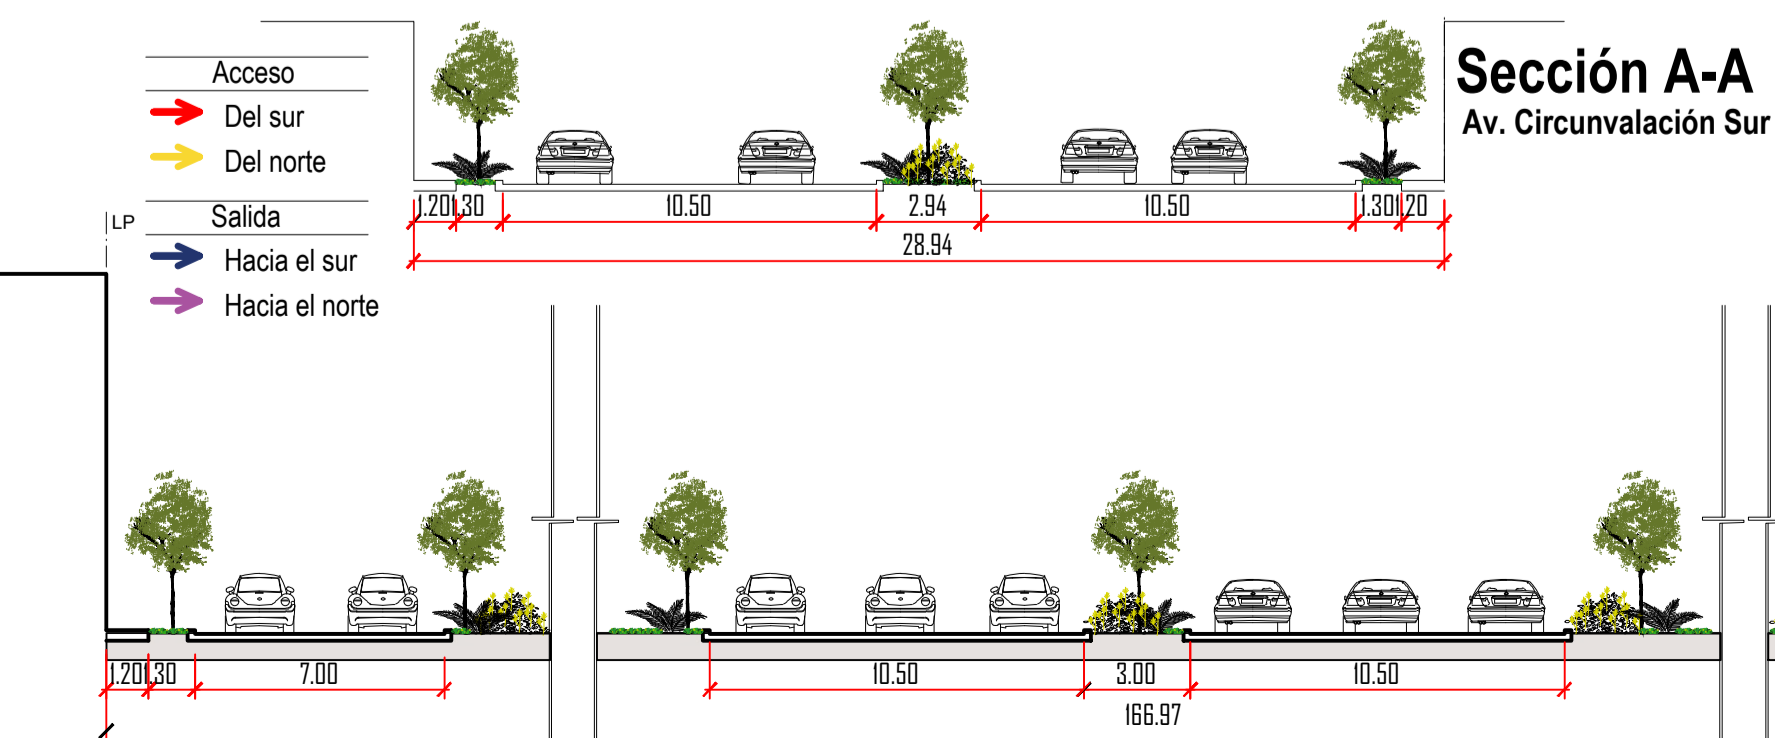 Acceso
Del sur
Del norte
Salida
Hacia el sur
Hacia el norte
LP
Sección A-A
Av. Circunvalación Sur
1.20 1.30 10.50 2.94 10.50 1.30 1.20
28.94
1.20 1.30 7.00 10.50 3.00 10.50
166.97